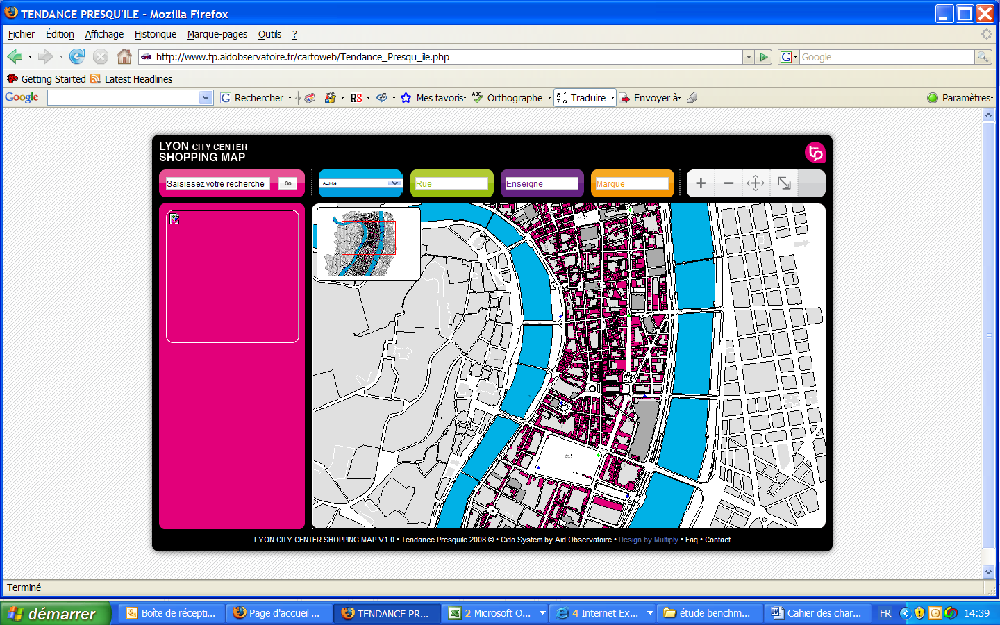 TENDANCE PRESQU'ILE - Mozilla Firefox
Fichier Édition Affichage Historique Marque-pages Outils ?
http://www.tp.aidobservatoire.fr/cartoweb/Tendance_Presqu_ile.php
Google
Getting Started Latest Headlines
Google Rechercher RS Mes favoris ABC Orthographe Traduire Envoyer à Paramètres
LYON CITY CENTER
SHOPPING MAP
tp
Saisissez votre recherche Go Activité Rue Enseigne Marque
LYON CITY CENTER SHOPPING MAP V1.0 • Tendance Presquile 2008 © • Cido System by Aid Observatoire • Design by Multiply • Faq • Contact
Terminé
démarrer Boîte de récepti... Page d'accueil ... TENDANCE PR... 2 Microsoft O... 4 Internet Ex... étude benchm... Cahier des char... FR 14:39